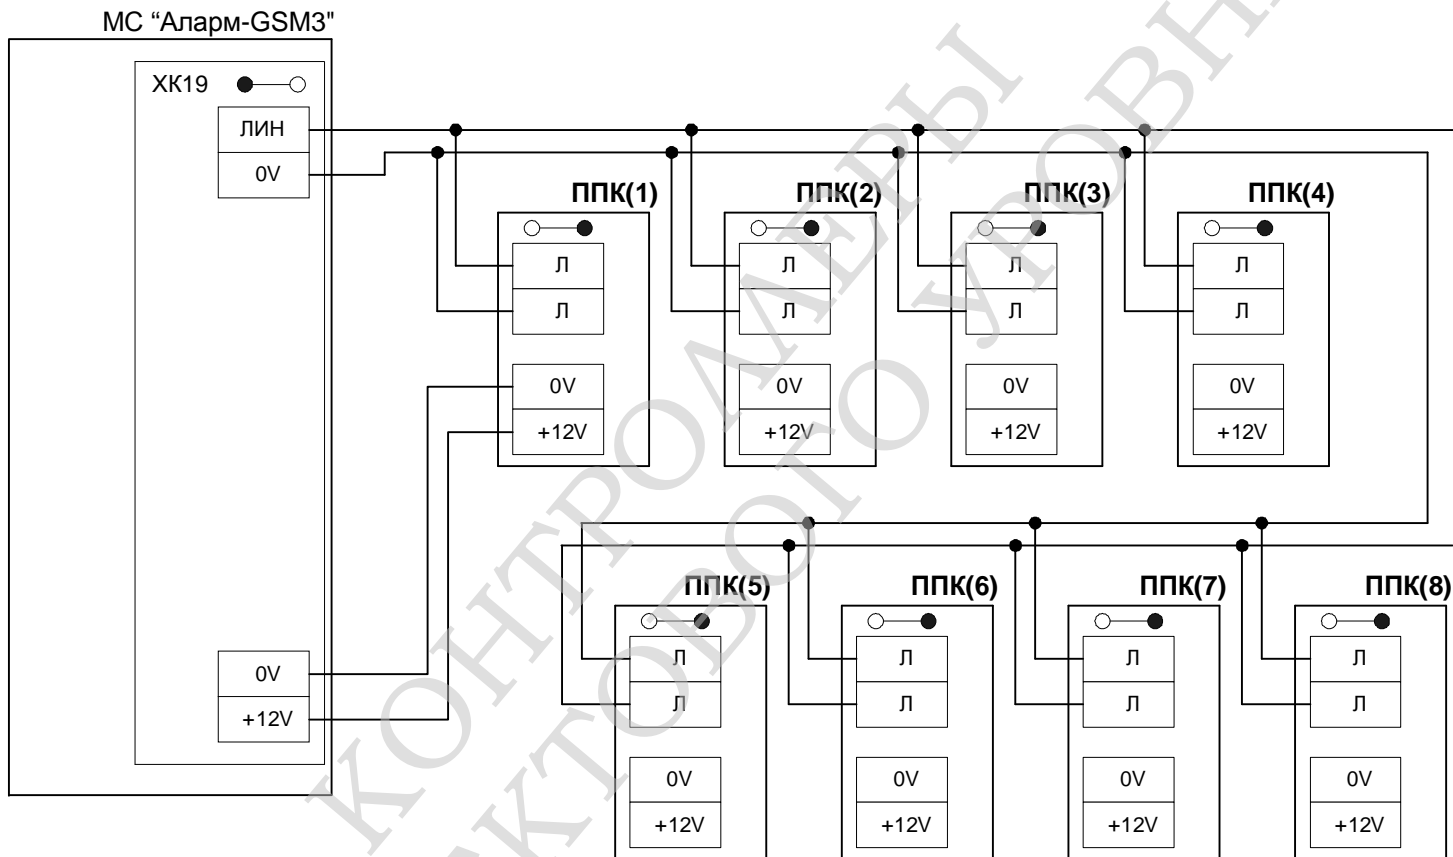 МС “Аларм-GSM3"
ХК19
ЛИН
0V
ППК(1)
ППК(2)
ППК(3)
ППК(4)
Л
Л
Л
Л
Л
Л
Л
Л
0V
0V
0V
0V
+12V
+12V
+12V
+12V
ППК(5)
ППК(6)
ППК(7)
ППК(8)
Л
Л
Л
Л
0V
Л
Л
Л
Л
+12V
0V
0V
0V
0V
+12V
+12V
+12V
+12V
КОНТРОЛЛЕРЫ